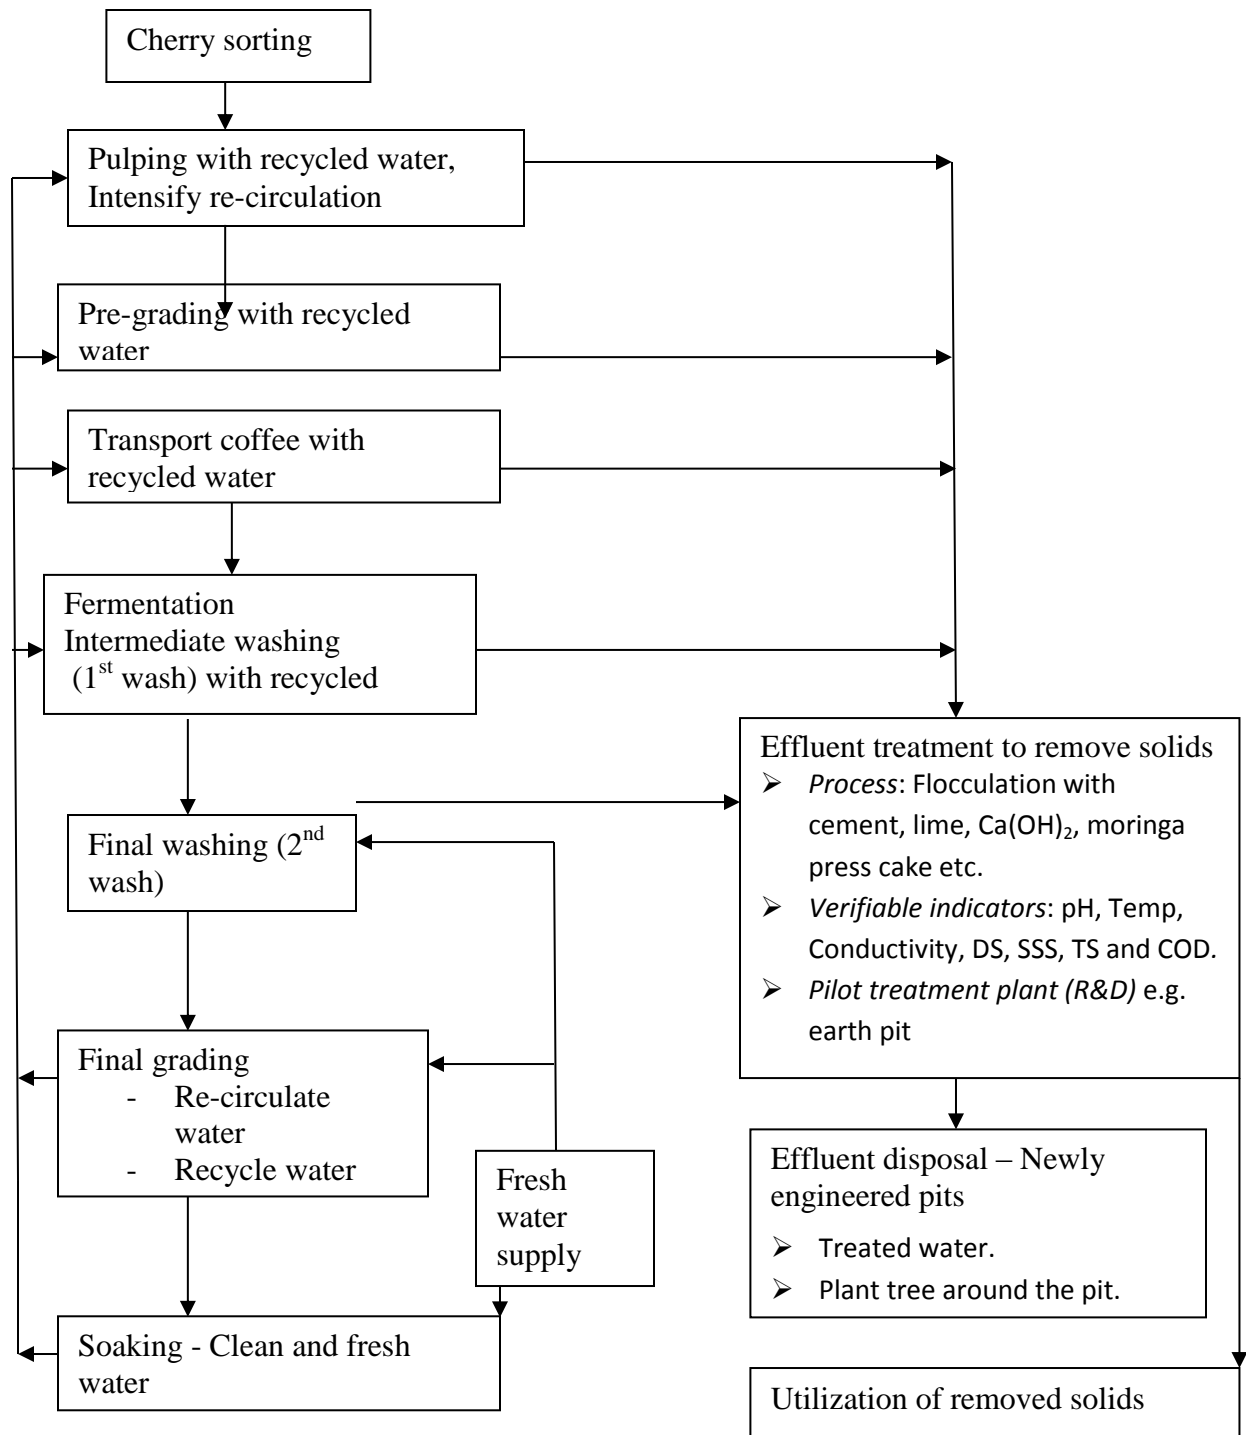 Cherry sorting
Pulping with recycled water,
Intensify re-circulation
Pre-grading with recycled
water
Transport coffee with
recycled water
Fermentation
Intermediate washing
(1st wash) with recycled
Final washing (2nd
wash)
Final grading
- Re-circulate
water
- Recycle water
Soaking - Clean and fresh
water
Fresh
water
supply
Effluent treatment to remove solids
➢ Process: Flocculation with
cement, lime, Ca(OH)₂, moringa
press cake etc.
➢ Verifiable indicators: pH, Temp,
Conductivity, DS, SSS, TS and COD.
➢ Pilot treatment plant (R&D) e.g.
earth pit
Effluent disposal – Newly
engineered pits
➢ Treated water.
➢ Plant tree around the pit.
Utilization of removed solids